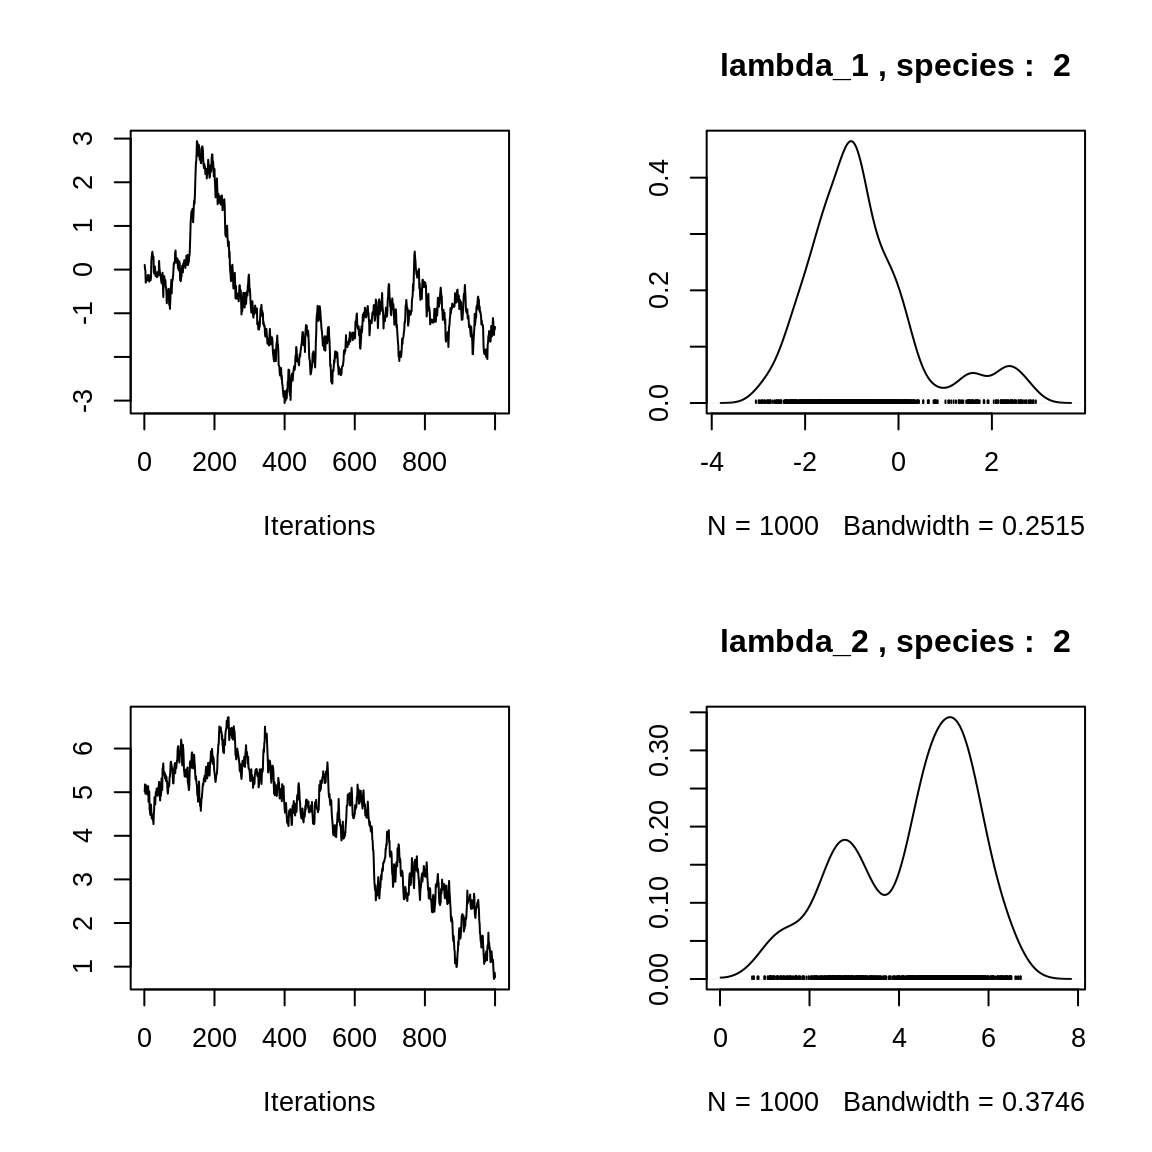 lambda_1 , species :  2
3
2
1
0
-1
-3
0 200 400 600 800
Iterations
0.4
0.2
0.0
-4 -2 0 2
N = 1000   Bandwidth = 0.2515
lambda_2 , species :  2
6
5
4
3
2
1
0 200 400 600 800
Iterations
0.30
0.20
0.10
0.00
0 2 4 6 8
N = 1000   Bandwidth = 0.3746